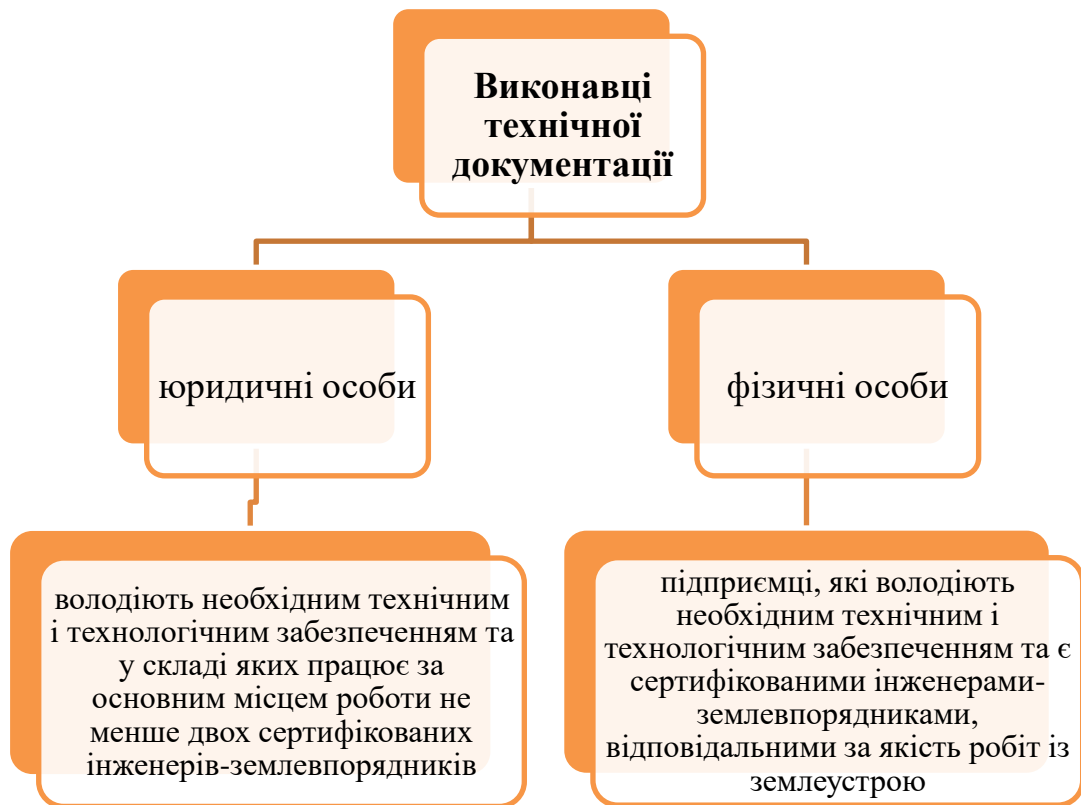 Виконавці
технічної
документації
юридичні особи
фізичні особи
володіють необхідним технічним
і технологічним забезпеченням та
у складі яких працює за
основним місцем роботи не
менше двох сертифікованих
інженерів-землевпорядників
підприємці, які володіють
необхідним технічним і
технологічним забезпеченням та є
сертифікованими інженерами-
землевпорядниками,
відповідальними за якість робіт із
землеустрою